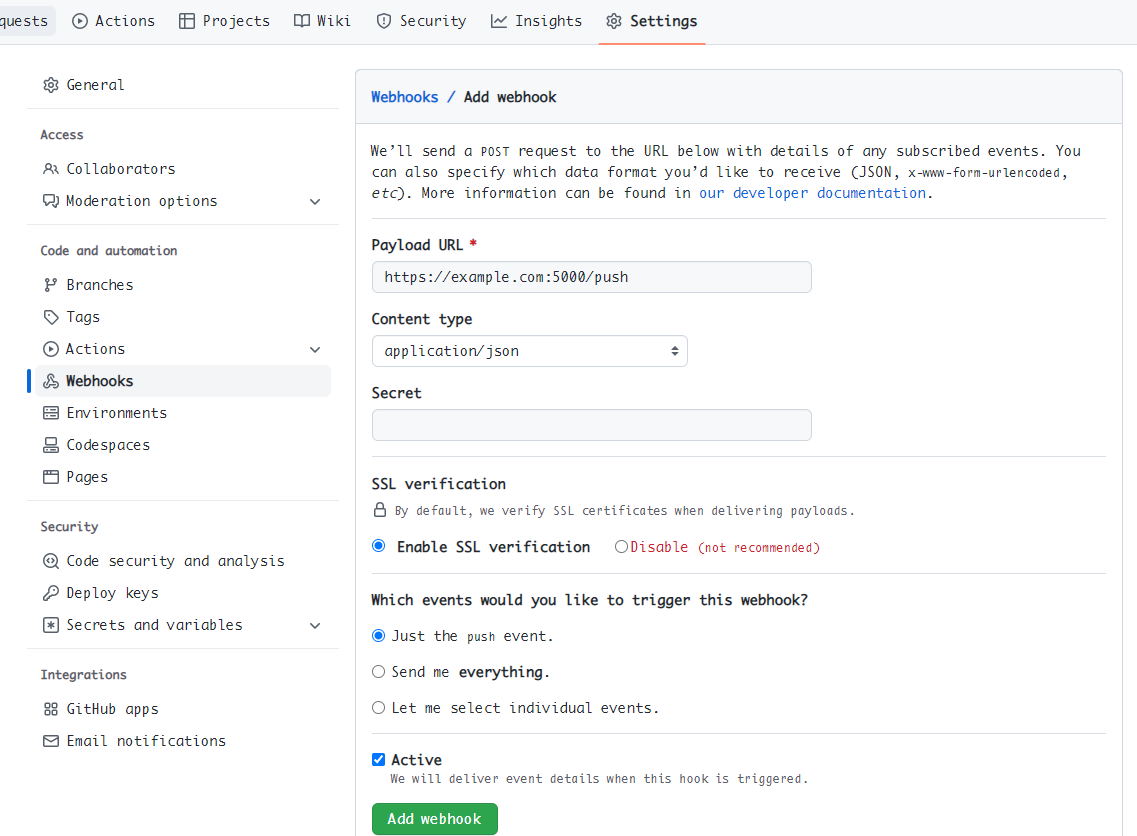 quests Actions Projects Wiki Security Insights Settings
General
Access
Collaborators
Moderation options
Code and automation
Branches
Tags
Actions
Webhooks
Environments
Codespaces
Pages
Security
Code security and analysis
Deploy keys
Secrets and variables
Integrations
GitHub apps
Email notifications
Webhooks / Add webhook
We’ll send a POST request to the URL below with details of any subscribed events. You
can also specify which data format you’d like to receive (JSON, x-www-form-urlencoded,
etc). More information can be found in our developer documentation.
Payload URL *
https://example.com:5000/push
Content type
application/json
Secret
SSL verification
By default, we verify SSL certificates when delivering payloads.
Enable SSL verification Disable (not recommended)
Which events would you like to trigger this webhook?
Just the push event.
Send me everything.
Let me select individual events.
Active
We will deliver event details when this hook is triggered.
Add webhook